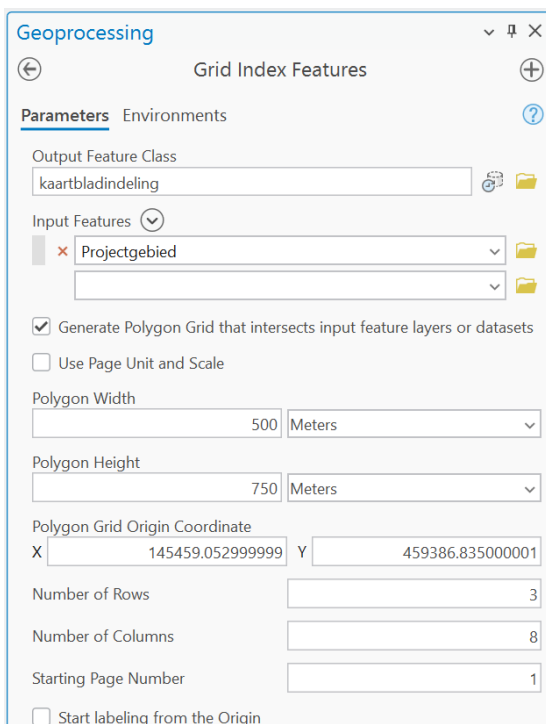 Geoprocessing
Grid Index Features
Parameters Environments
Output Feature Class
kaartbladindeling
Input Features
Projectgebied
Generate Polygon Grid that intersects input feature layers or datasets
Use Page Unit and Scale
Polygon Width
500 Meters
Polygon Height
750 Meters
Polygon Grid Origin Coordinate
X 145459.052999999 Y 459386.835000001
Number of Rows 3
Number of Columns 8
Starting Page Number 1
Start labeling from the Origin